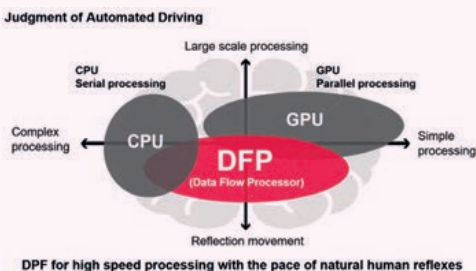 Judgment of Automated Driving
Large scale processing
CPU
Serial processing
GPU
Parallel processing
Complex
processing
CPU
GPU
Simple
processing
DFP
(Data Flow Processor)
Reflection movement
DPF for high speed processing with the pace of natural human reflexes